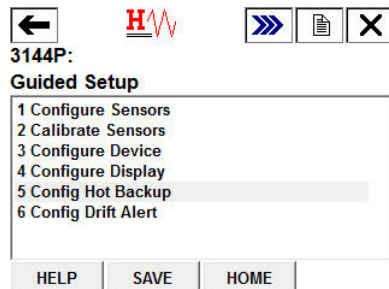 H
3144P:
Guided Setup
1 Configure Sensors
2 Calibrate Sensors
3 Configure Device
4 Configure Display
5 Config Hot Backup
6 Config Drift Alert
HELP SAVE HOME